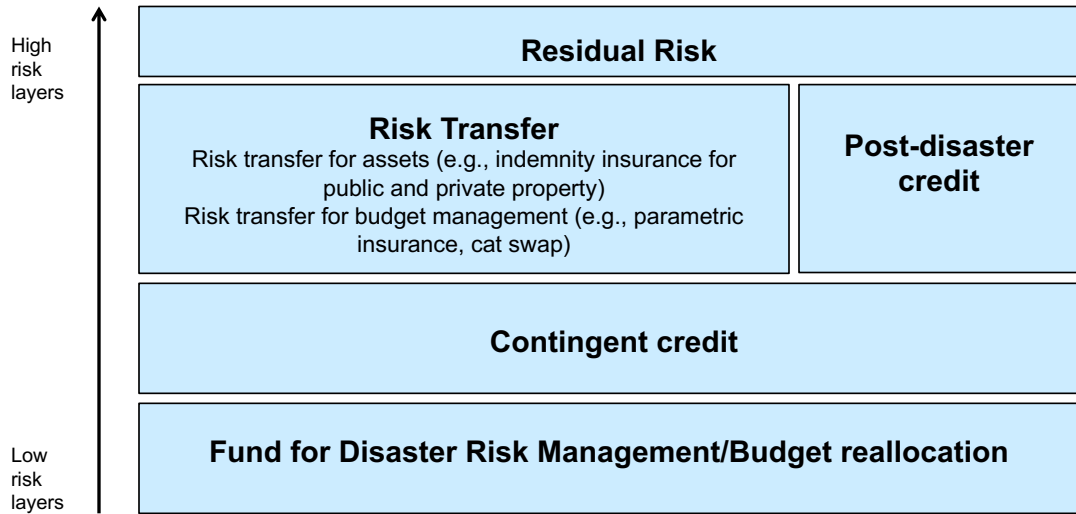 High
risk
layers
Residual Risk
Risk Transfer
Risk transfer for assets (e.g., indemnity insurance for
public and private property)
Risk transfer for budget management (e.g., parametric
insurance, cat swap)
Post-disaster
credit
Contingent credit
Fund for Disaster Risk Management/Budget reallocation
Low
risk
layers